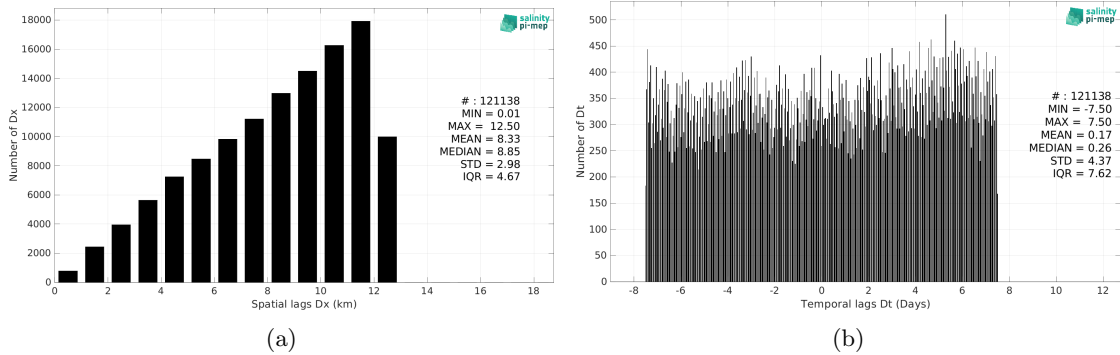 18000
16000
14000
12000
10000
8000
6000
4000
2000
0
Number of Dx
0 2 4 6 8 10 12 14 16 18
Spatial lags Dx (km)
salinity
pi-mep
# : 121138
MIN = 0.01
MAX = 12.50
MEAN = 8.33
MEDIAN = 8.85
STD = 2.98
IQR = 4.67
(a)
500
450
400
350
300
250
200
150
100
50
0
Number of Dt
-8 -6 -4 -2 0 2 4 6 8 10 12
Temporal lags Dt (Days)
salinity
pi-mep
# : 121138
MIN = -7.50
MAX = 7.50
MEAN = 0.17
MEDIAN = 0.26
STD = 4.37
IQR = 7.62
(b)